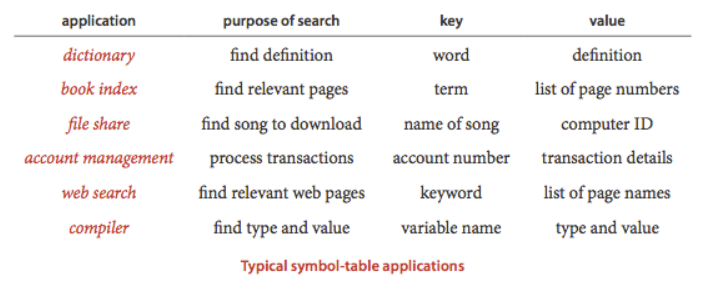 application purpose of search key value
dictionary find definition word definition
book index find relevant pages term list of page numbers
file share find song to download name of song computer ID
account management process transactions account number transaction details
web search find relevant web pages keyword list of page names
compiler find type and value variable name type and value
Typical symbol-table applications